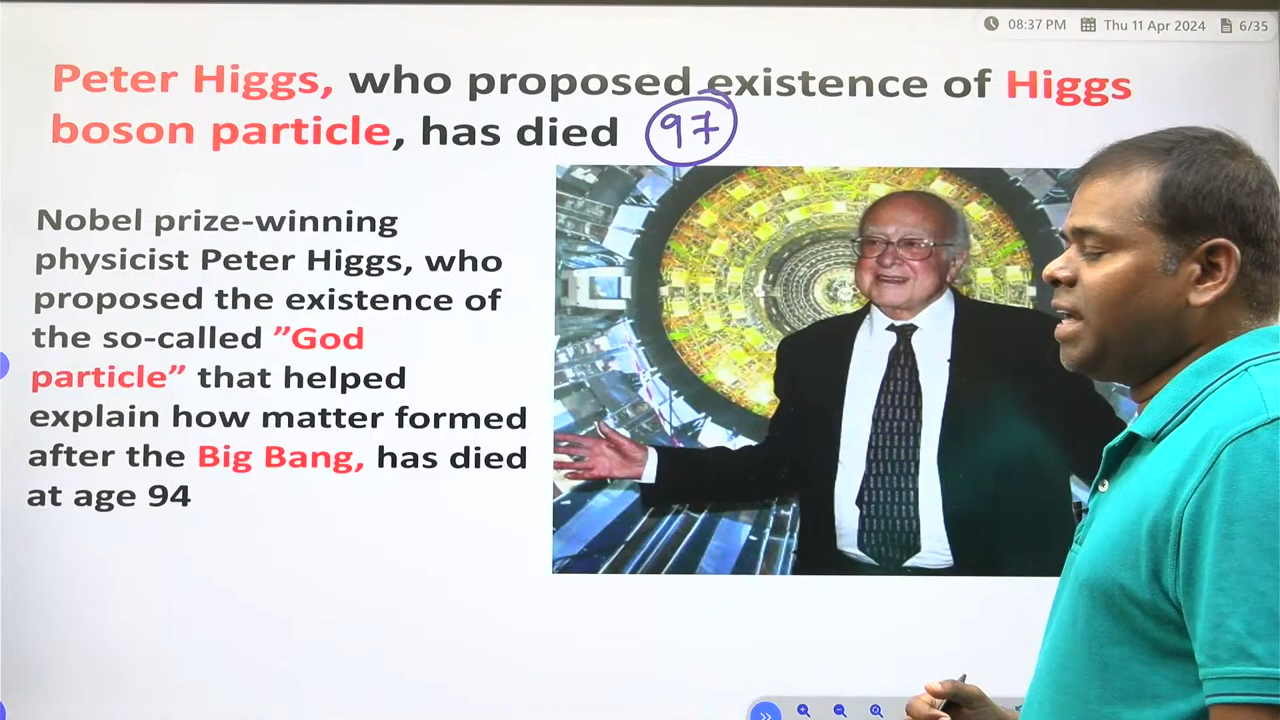 08:37 PM Thu 11 Apr 2024 6/35
Peter Higgs, who proposed existence of Higgs
boson particle, has died 97
Nobel prize-winning
physicist Peter Higgs, who
proposed the existence of
the so-called ”God
particle” that helped
explain how matter formed
after the Big Bang, has died
at age 94